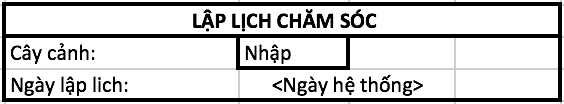 LẬP LỊCH CHĂM SÓC
Cây cảnh: Nhập
Ngày lập lich: <Ngày hệ thống>